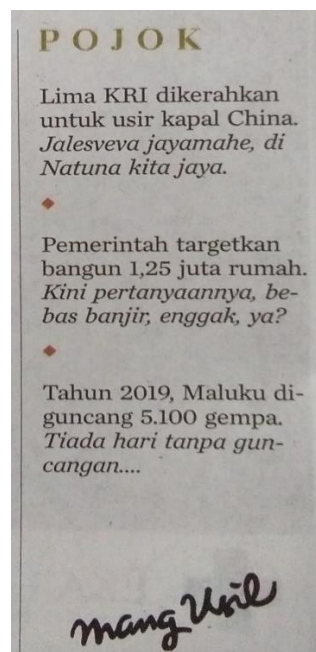 POJOK
Lima KRI dikerahkan
untuk usir kapal China.
Jalesveva jayamahe, di
Natuna kita jaya.
Pemerintah targetkan
bangun 1,25 juta rumah.
Kini pertanyaannya, be-
bas banjir, enggak, ya?
Tahun 2019, Maluku di-
guncang 5.100 gempa.
Tiada hari tanpa gun-
cangan....
mang Usil